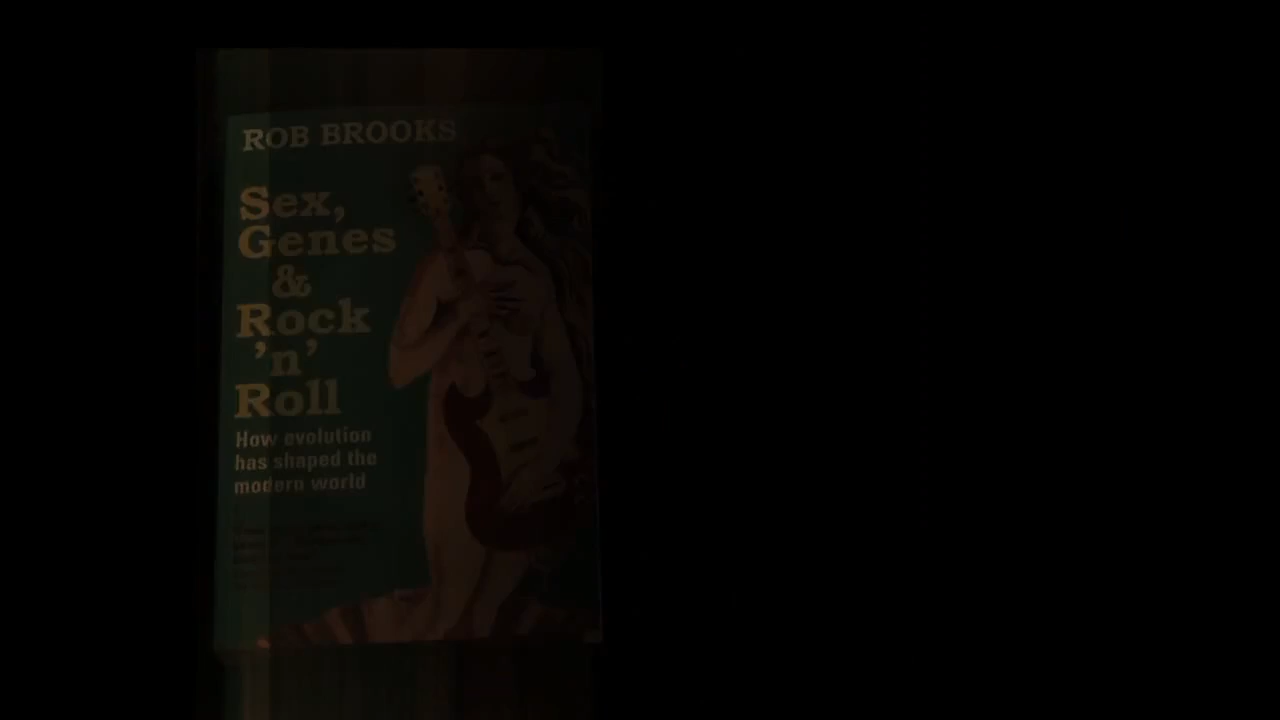 ROB BROOKS
Sex,
Genes
&
Rock
'n'
Roll
How evolution
has shaped the
modern world